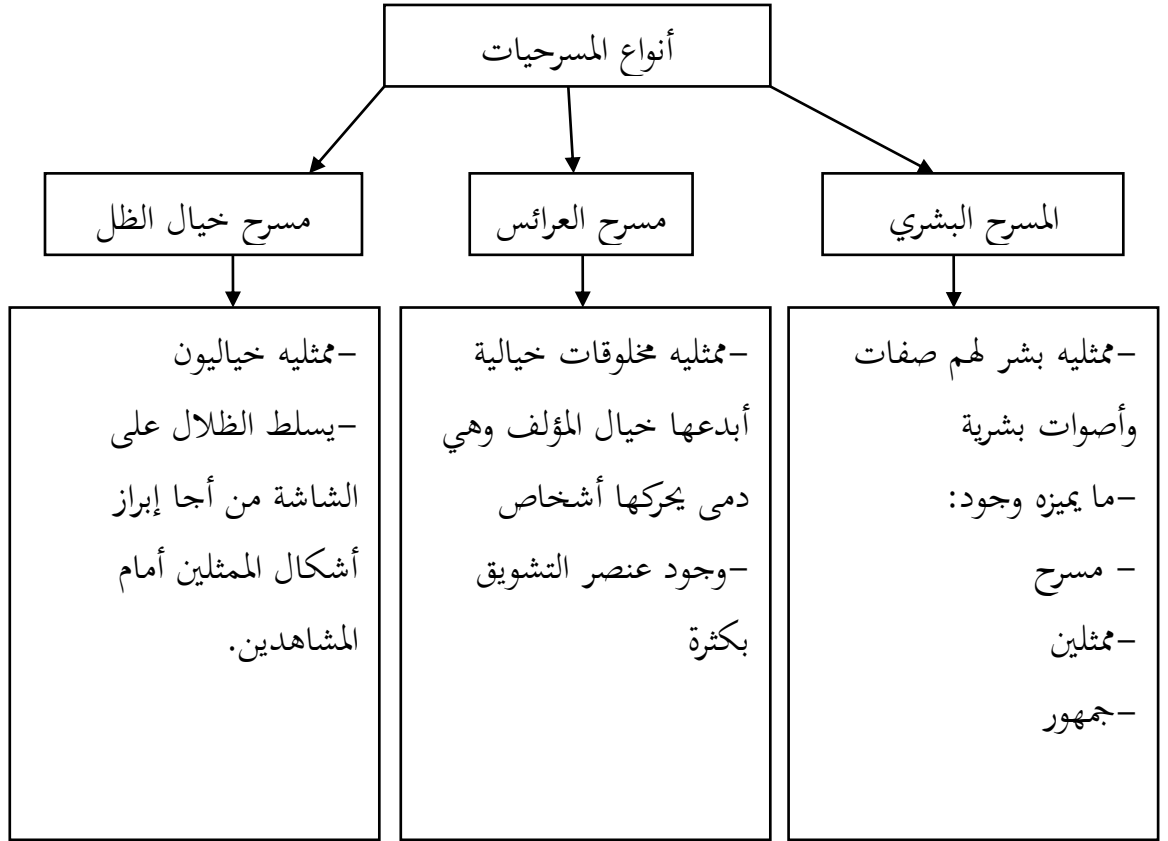 أنواع المسرحيات
المسرح البشري
مسرح العرائس
مسرح خيال الظل
-ممثليه بشر لهم صفات
وأصوات بشرية
-ما يميزه وجود:
- مسرح
-ممثلين
-جمهور
-ممثليه مخلوقات خيالية
أبدعها خيال المؤلف وهي
دمى يحركها أشخاص
-وجود عنصر التشويق
بكثرة
-ممثليه خياليون
-يسلط الظلال على
الشاشة من أجا إبراز
أشكال الممثلين أمام
المشاهدين.